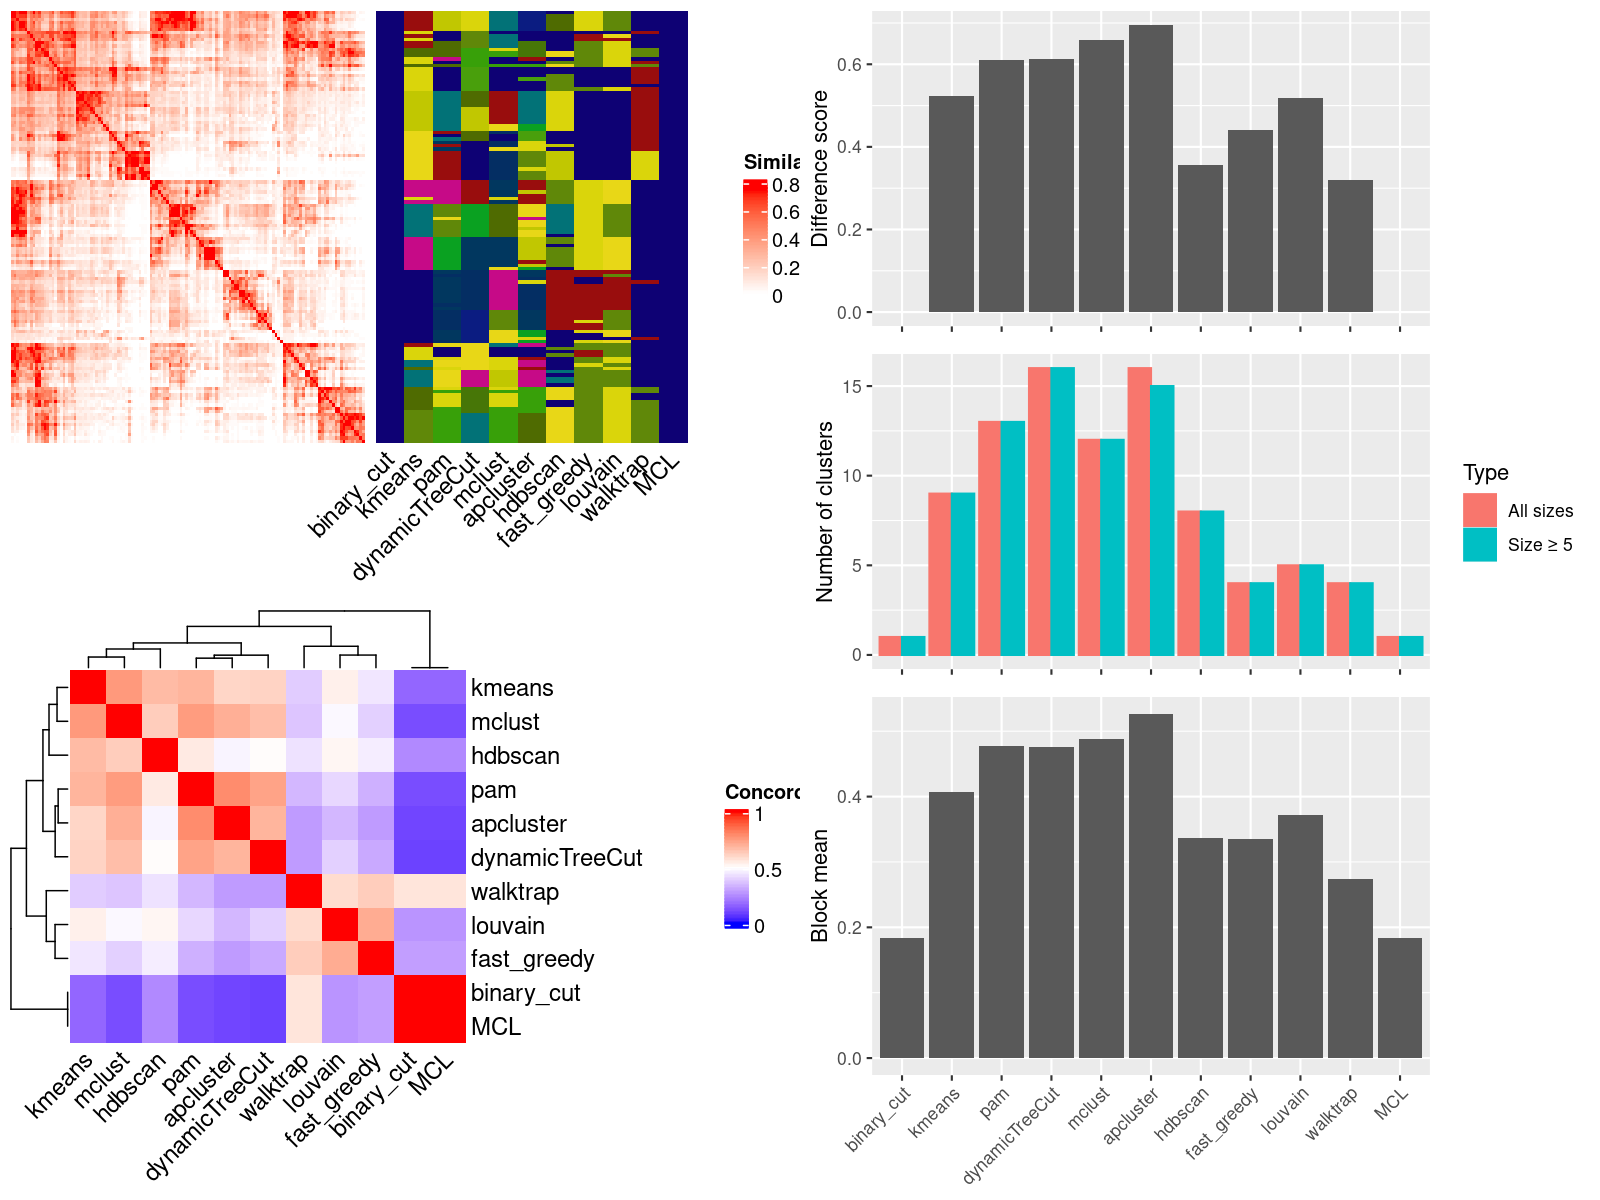 Simila
0.8
0.6
0.4
0.2
0
binary_cut
kmeans
pam
dynamicTreeCut
mclust
apcluster
hdbscan
fast_greedy
louvain
walktrap
MCL
Difference score
0.6
0.4
0.2
0.0
Number of clusters
15
10
5
0
Type
All sizes
Size ≥ 5
kmeans
mclust
hdbscan
pam
apcluster
dynamicTreeCut
walktrap
louvain
fast_greedy
binary_cut
MCL
kmeans
mclust
hdbscan
pam
apcluster
dynamicTreeCut
walktrap
louvain
fast_greedy
binary_cut
MCL
Concord
1
0.5
0
Block mean
0.4
0.2
0.0
binary_cut
kmeans
pam
dynamicTreeCut
mclust
apcluster
hdbscan
fast_greedy
louvain
walktrap
MCL